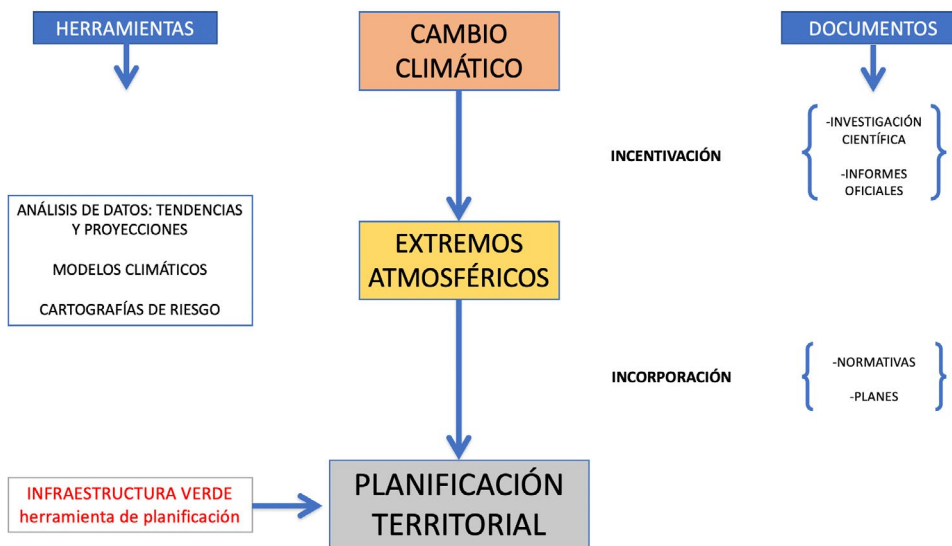 HERRAMIENTAS
CAMBIO
CLIMÁTICO
DOCUMENTOS
-INVESTIGACIÓN
CIENTÍFICA
-INFORMES
OFICIALES
INCENTIVACIÓN
ANÁLISIS DE DATOS: TENDENCIAS
Y PROYECCIONES
MODELOS CLIMÁTICOS
CARTOGRAFÍAS DE RIESGO
EXTREMOS
ATMOSFÉRICOS
INCORPORACIÓN
-NORMATIVAS
-PLANES
INFRAESTRUCTURA VERDE
herramienta de planificación
PLANIFICACIÓN
TERRITORIAL